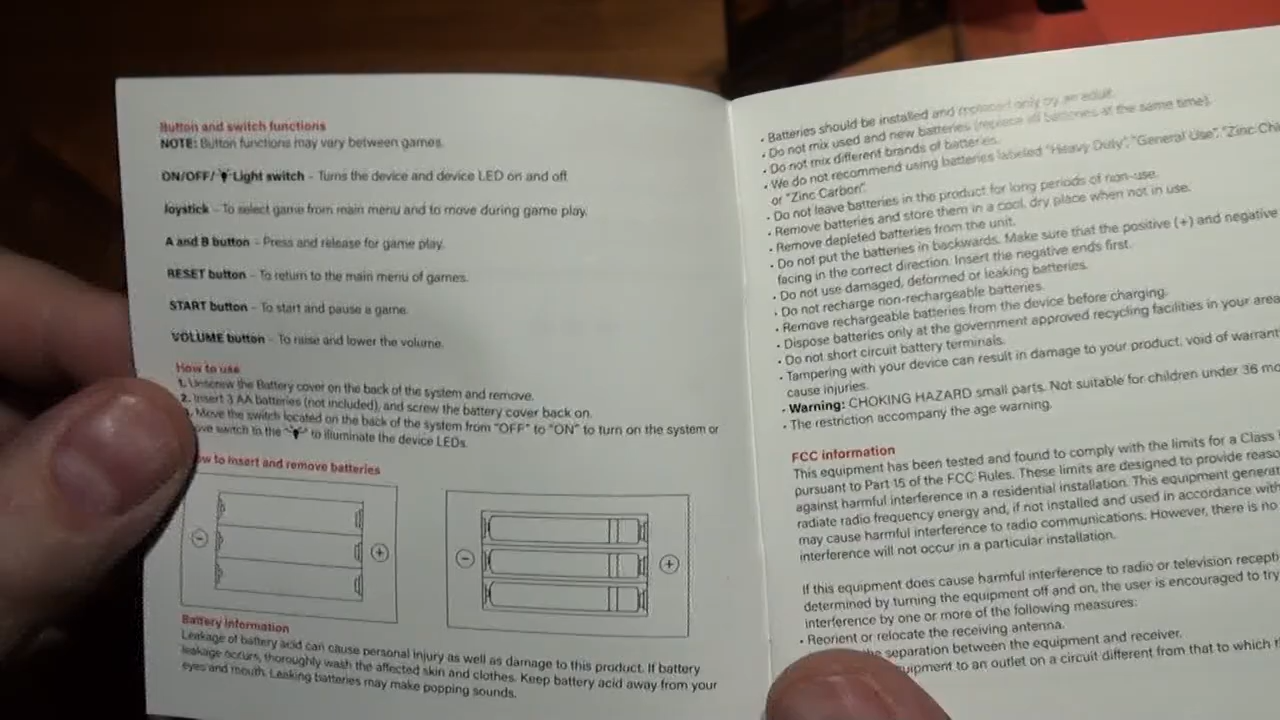 Button and switch functions
NOTE: Button functions may vary between games.
ON/OFF/ Light switch – Turns the device and device LED on and off.
Joystick – To select game from main menu and to move during game play.
A and B button – Press and release for game play.
RESET button – To return to the main menu of games.
START button – To start and pause a game.
VOLUME button – To raise and lower the volume.
How to use
1. Unscrew the Battery cover on the back of the system and remove.
2. Insert 3 AA batteries (not included), and screw the battery cover back on.
Move the switch located on the back of the system from "OFF" to "ON" to turn on the system or
switch to the to illuminate the device LEDs.
to insert and remove batteries
− +
− +
Battery information
Leakage of battery acid can cause personal injury as well as damage to this product. If battery
leakage occurs, thoroughly wash the affected skin and clothes. Keep battery acid away from your
eyes and mouth. Leaking batteries may make popping sounds.
• Batteries should be installed and replaced only by an adult.
• Do not mix used and new batteries (replace all batteries at the same time).
• Do not mix different brands of batteries.
• We do not recommend using batteries labeled "Heavy Duty", "General Use", "Zinc
or "Zinc Carbon".
• Do not leave batteries in the product for long periods of non-use.
• Remove batteries and store them in a cool, dry place when not in use.
• Remove depleted batteries from the unit.
• Do not put the batteries in backwards. Make sure that the positive (+) and negative
facing in the correct direction. Insert the negative ends first.
• Do not use damaged, deformed or leaking batteries.
• Do not recharge non-rechargeable batteries.
• Remove rechargeable batteries from the device before charging.
• Dispose batteries only at the government approved recycling facilities in your area
• Do not short circuit battery terminals.
• Tampering with your device can result in damage to your product, void of
cause injuries.
• Warning: CHOKING HAZARD small parts. Not suitable for children under 36
• The restriction accompany the age warning.
FCC information
This equipment has been tested and found to comply with the limits for a Class
pursuant to Part 15 of the FCC Rules. These limits are designed to provide
against harmful interference in a residential installation. This equipment
radiate radio frequency energy and, if not installed and used in accordance with
may cause harmful interference to radio communications. However, there is no
interference will not occur in a particular installation.
If this equipment does cause harmful interference to radio or television
determined by turning the equipment off and on, the user is encouraged to try
interference by one or more of the following measures:
• Reorient or relocate the receiving antenna.
the separation between the equipment and receiver.
to an outlet on a circuit different from that to which